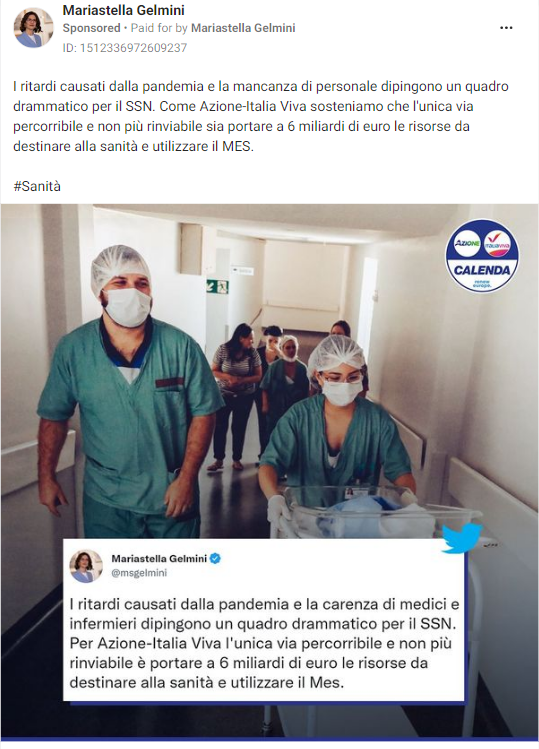 Mariastella Gelmini
Sponsored • Paid for by Mariastella Gelmini
ID: 1512336972609237
I ritardi causati dalla pandemia e la mancanza di personale dipingono un quadro
drammatico per il SSN. Come Azione-Italia Viva sosteniamo che l'unica via
percorribile e non più rinviabile sia portare a 6 miliardi di euro le risorse da
destinare alla sanità e utilizzare il MES.
#Sanità
AZIONE
ITALIAVIVA
CALENDA
renew
europe.
Mariastella Gelmini
@msgelmini
I ritardi causati dalla pandemia e la carenza di medici e
infermieri dipingono un quadro drammatico per il SSN.
Per Azione-Italia Viva l'unica via percorribile e non più
rinviabile è portare a 6 miliardi di euro le risorse da
destinare alla sanità e utilizzare il Mes.